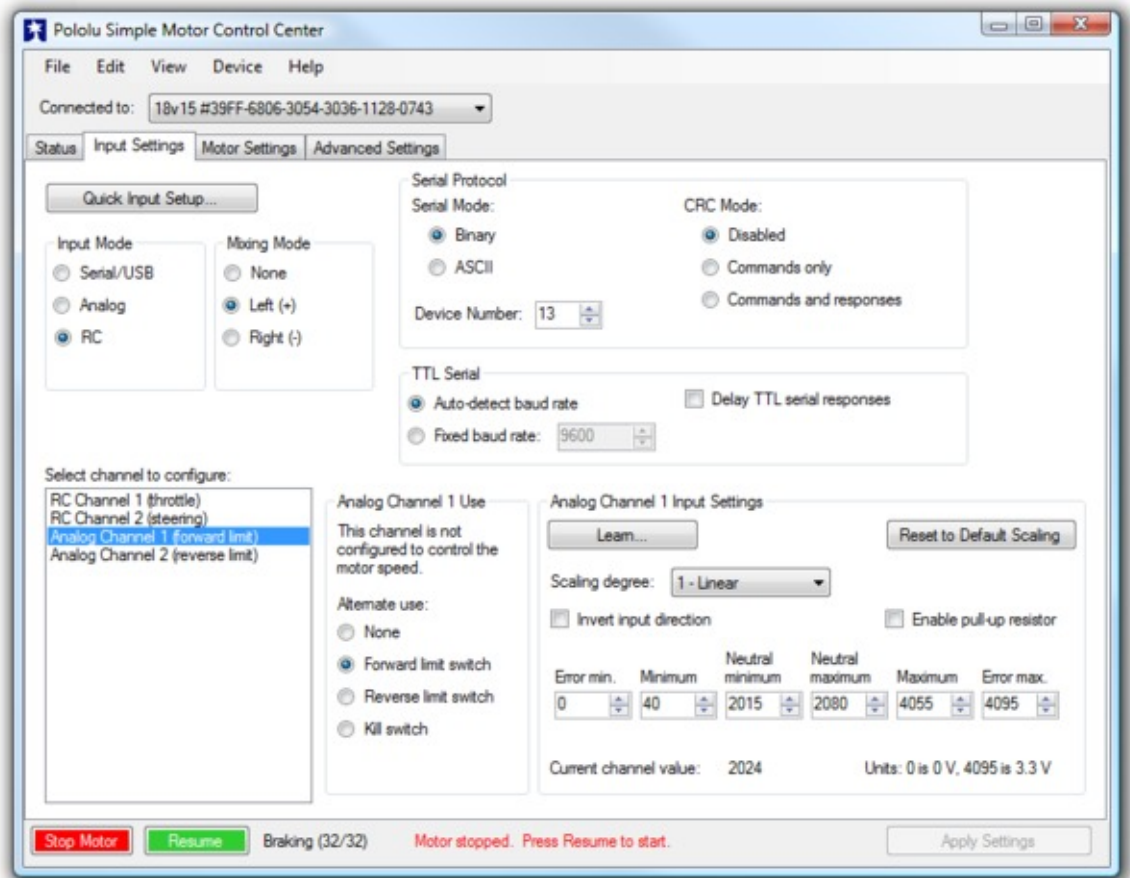 Pololu Simple Motor Control Center
File Edit View Device Help
Connected to: 18v15 #39FF-6806-3054-3036-1128-0743
Status Input Settings Motor Settings Advanced Settings
Quick Input Setup...
Input Mode
Serial/USB
Analog
RC
Mixing Mode
None
Left (+)
Right (-)
Serial Protocol
Serial Mode:
Binary
ASCII
Device Number: 13
CRC Mode:
Disabled
Commands only
Commands and responses
TTL Serial
Auto-detect baud rate
Fixed baud rate: 9600
Delay TTL serial responses
Select channel to configure:
RC Channel 1 (throttle)
RC Channel 2 (steering)
Analog Channel 1 (forward limit)
Analog Channel 2 (reverse limit)
Analog Channel 1 Use
This channel is not
configured to control the
motor speed.
Alternate use:
None
Forward limit switch
Reverse limit switch
Kill switch
Analog Channel 1 Input Settings
Learn... Reset to Default Scaling
Scaling degree: 1 - Linear
Invert input direction Enable pull-up resistor
Error min. Minimum Neutral minimum Neutral maximum Maximum Error max.
0 40 2015 2080 4055 4095
Current channel value: 2024 Units: 0 is 0 V, 4095 is 3.3 V
Stop Motor Resume Braking (32/32) Motor stopped. Press Resume to start. Apply Settings